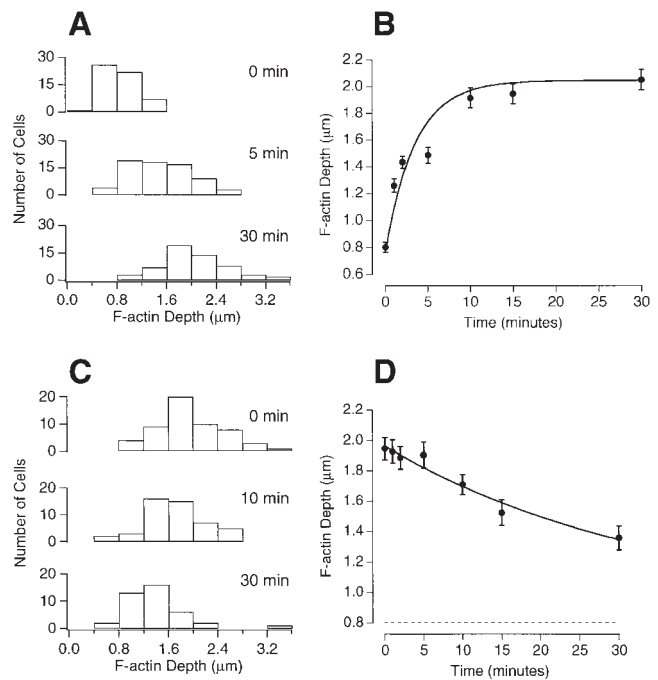 A
30
15
0
0 min
30
15
0
5 min
30
15
0
30 min
Number of Cells
0.0 0.8 1.6 2.4 3.2
F-actin Depth (μm)
B
2.2
2.0
1.8
1.6
1.4
1.2
1.0
0.8
0.6
F-actin Depth (μm)
0 5 10 15 20 25 30
Time (minutes)
C
20
10
0
0 min
20
10
0
10 min
20
10
0
30 min
Number of Cells
0.0 0.8 1.6 2.4 3.2
F-actin Depth (μm)
D
2.2
2.0
1.8
1.6
1.4
1.2
1.0
0.8
F-actin Depth (μm)
0 5 10 15 20 25 30
Time (minutes)